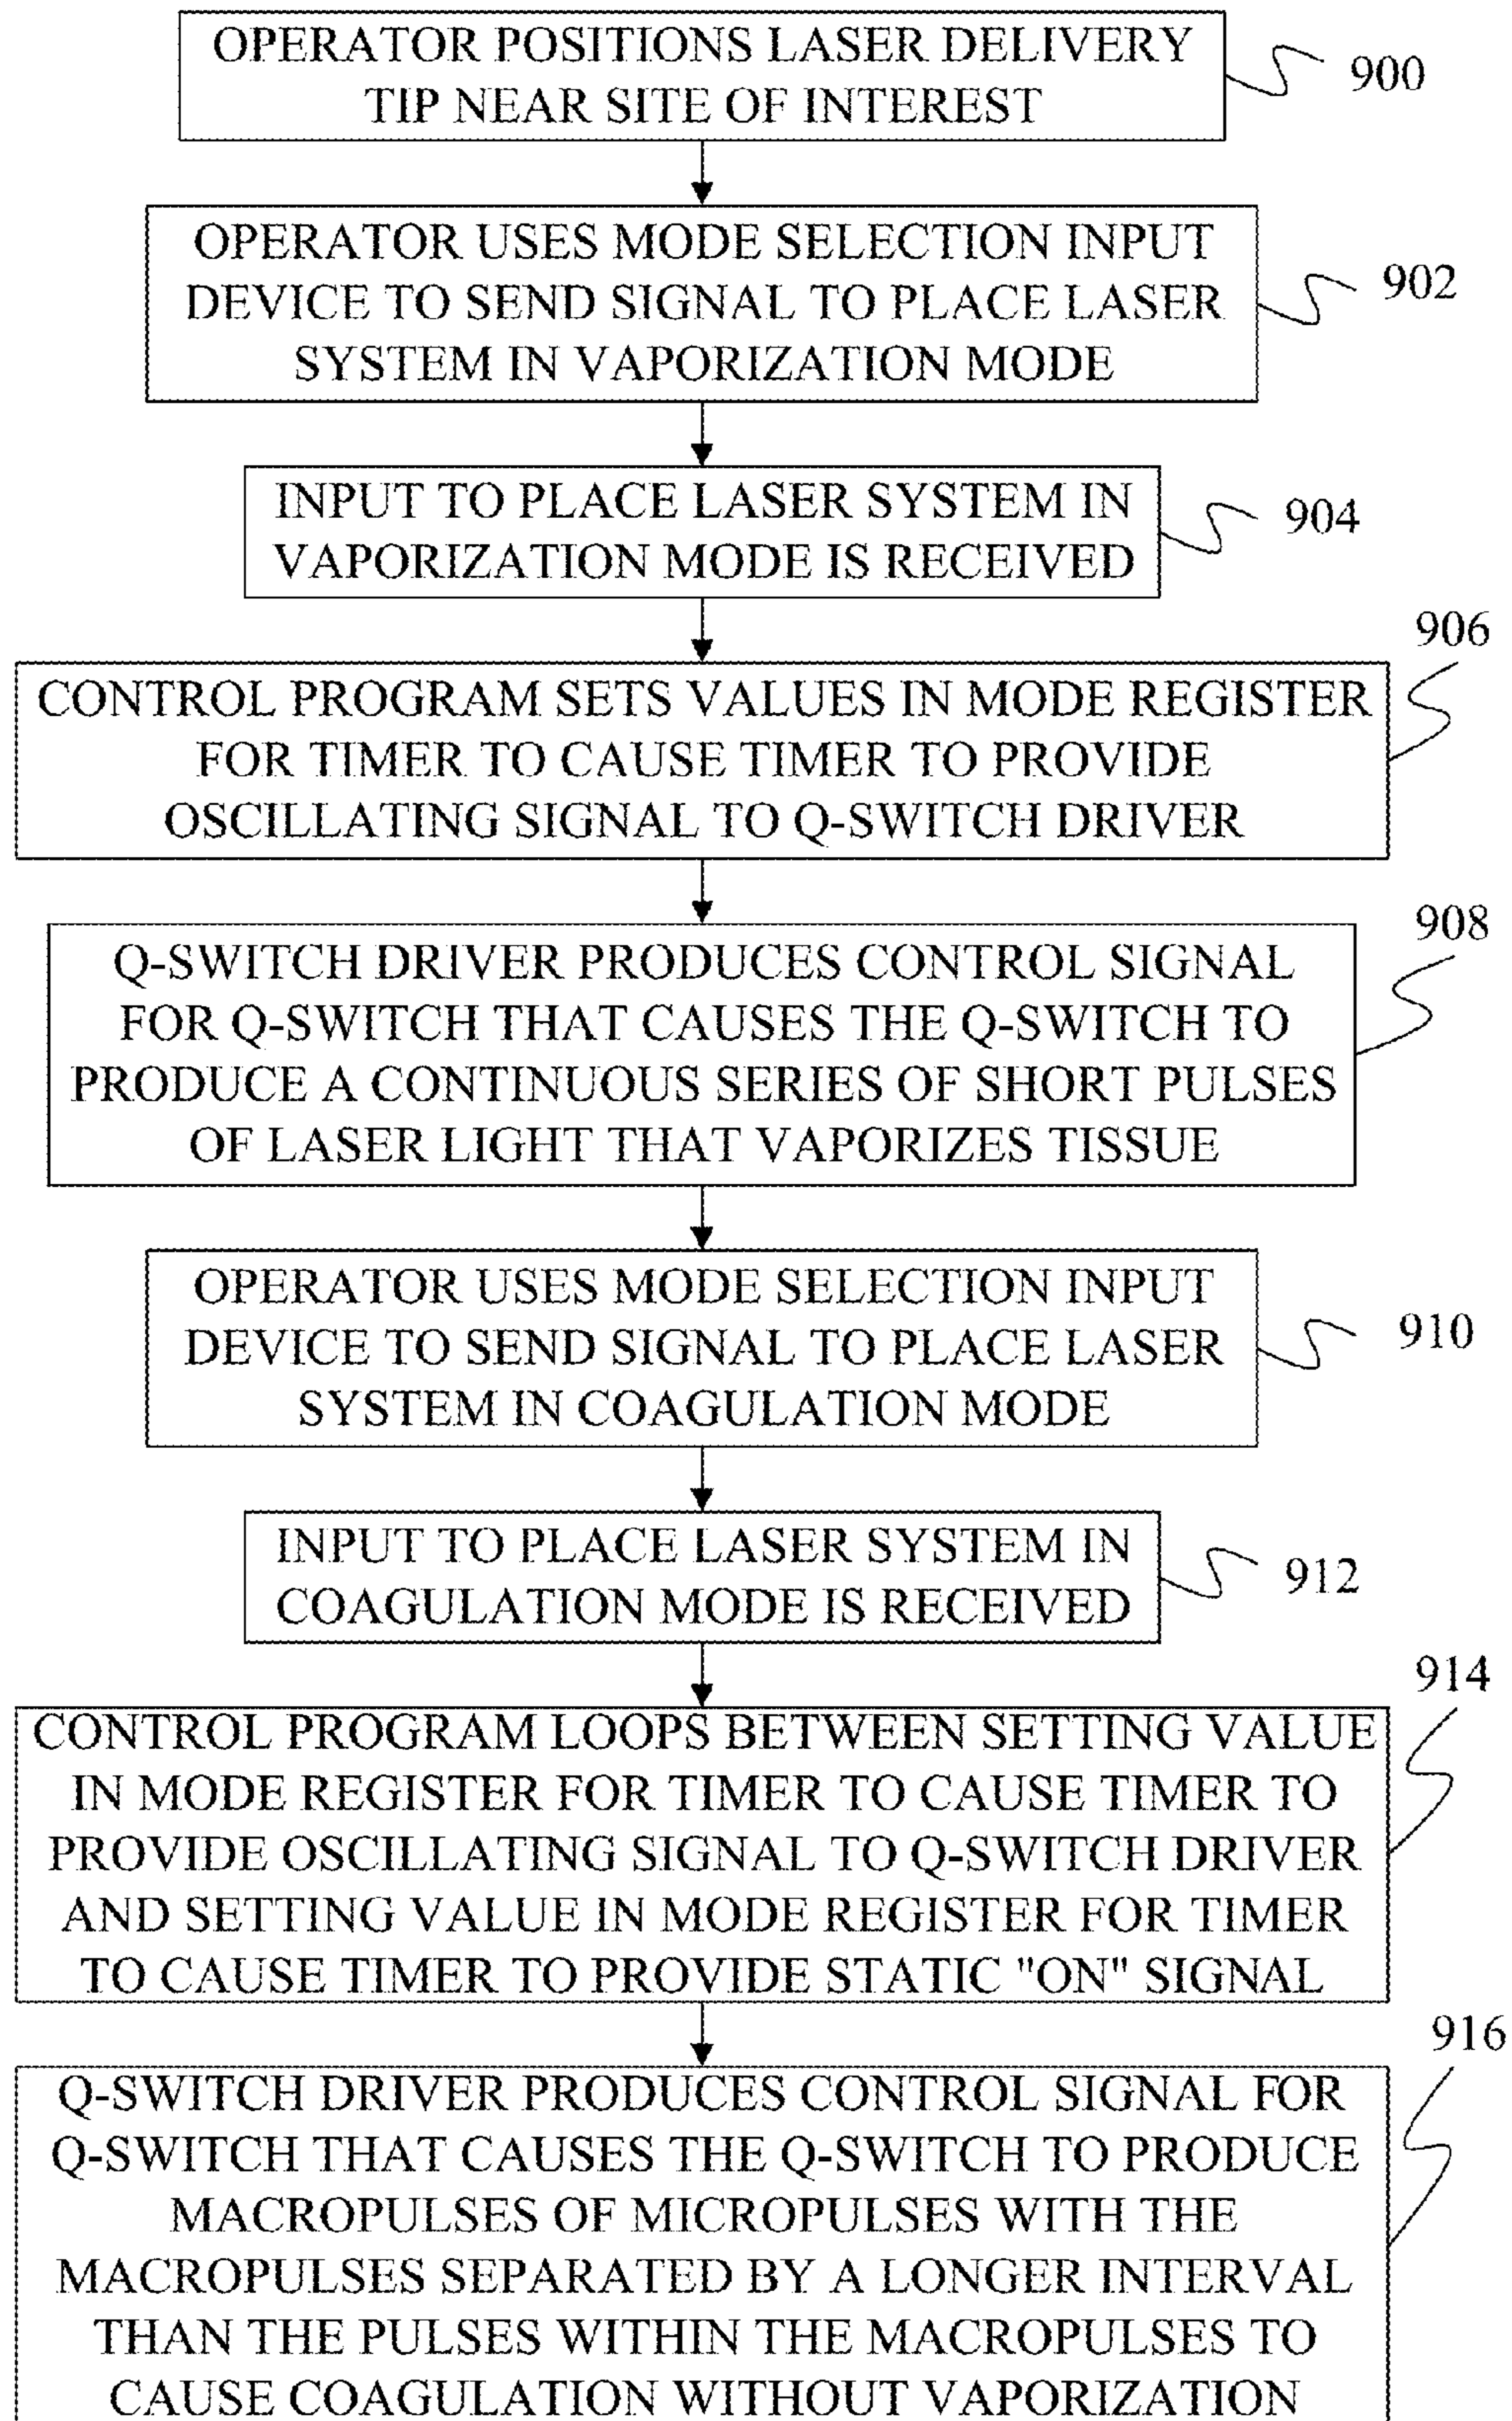 OPERATOR POSITIONS LASER DELIVERY
TIP NEAR SITE OF INTEREST
900
OPERATOR USES MODE SELECTION INPUT
DEVICE TO SEND SIGNAL TO PLACE LASER
SYSTEM IN VAPORIZATION MODE
902
INPUT TO PLACE LASER SYSTEM IN
VAPORIZATION MODE IS RECEIVED
904
CONTROL PROGRAM SETS VALUES IN MODE REGISTER
FOR TIMER TO CAUSE TIMER TO PROVIDE
OSCILLATING SIGNAL TO Q-SWITCH DRIVER
906
Q-SWITCH DRIVER PRODUCES CONTROL SIGNAL
FOR Q-SWITCH THAT CAUSES THE Q-SWITCH TO
PRODUCE A CONTINUOUS SERIES OF SHORT PULSES
OF LASER LIGHT THAT VAPORIZES TISSUE
908
OPERATOR USES MODE SELECTION INPUT
DEVICE TO SEND SIGNAL TO PLACE LASER
SYSTEM IN COAGULATION MODE
910
INPUT TO PLACE LASER SYSTEM IN
COAGULATION MODE IS RECEIVED
912
CONTROL PROGRAM LOOPS BETWEEN SETTING VALUE
IN MODE REGISTER FOR TIMER TO CAUSE TIMER TO
PROVIDE OSCILLATING SIGNAL TO Q-SWITCH DRIVER
AND SETTING VALUE IN MODE REGISTER FOR TIMER
TO CAUSE TIMER TO PROVIDE STATIC "ON" SIGNAL
914
Q-SWITCH DRIVER PRODUCES CONTROL SIGNAL FOR
Q-SWITCH THAT CAUSES THE Q-SWITCH TO PRODUCE
MACROPULSES OF MICROPULSES WITH THE
MACROPULSES SEPARATED BY A LONGER INTERVAL
THAN THE PULSES WITHIN THE MACROPULSES TO
CAUSE COAGULATION WITHOUT VAPORIZATION
916